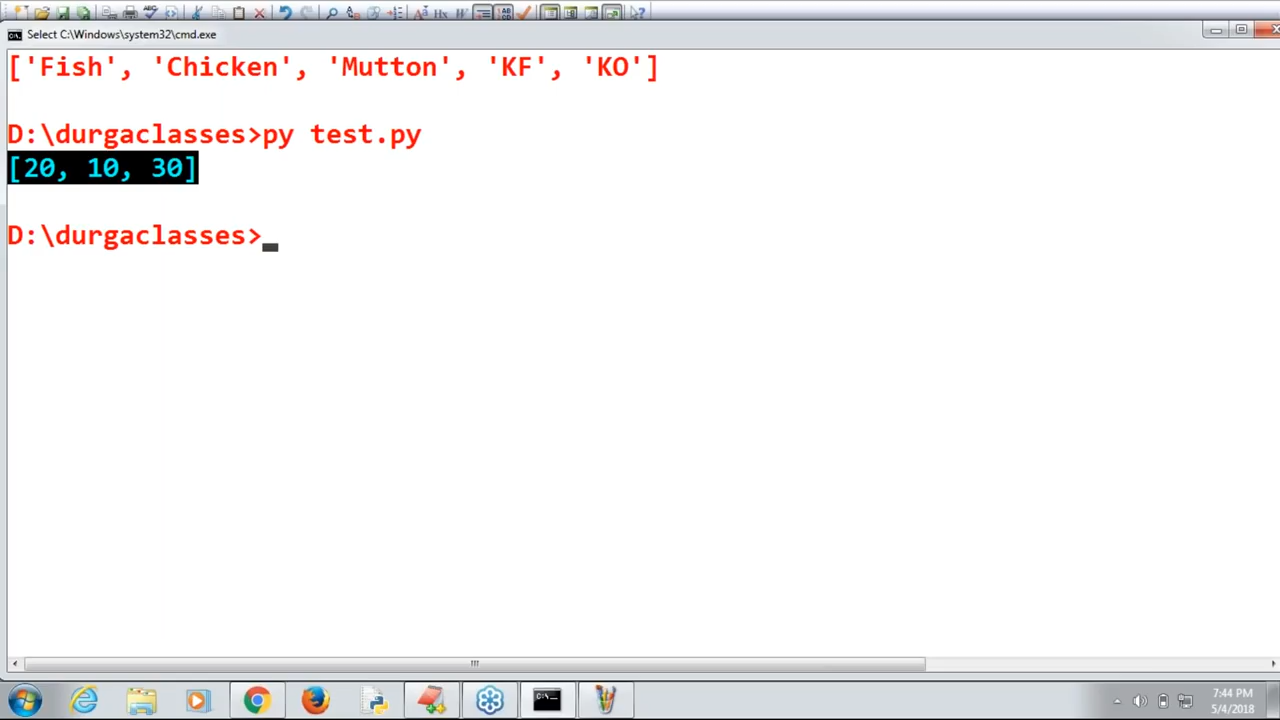 Select C:\Windows\system32\cmd.exe
['Fish', 'Chicken', 'Mutton', 'KF', 'KO']
D:\durgaclasses>py test.py
[20, 10, 30]
D:\durgaclasses>
7:44 PM
5/4/2018